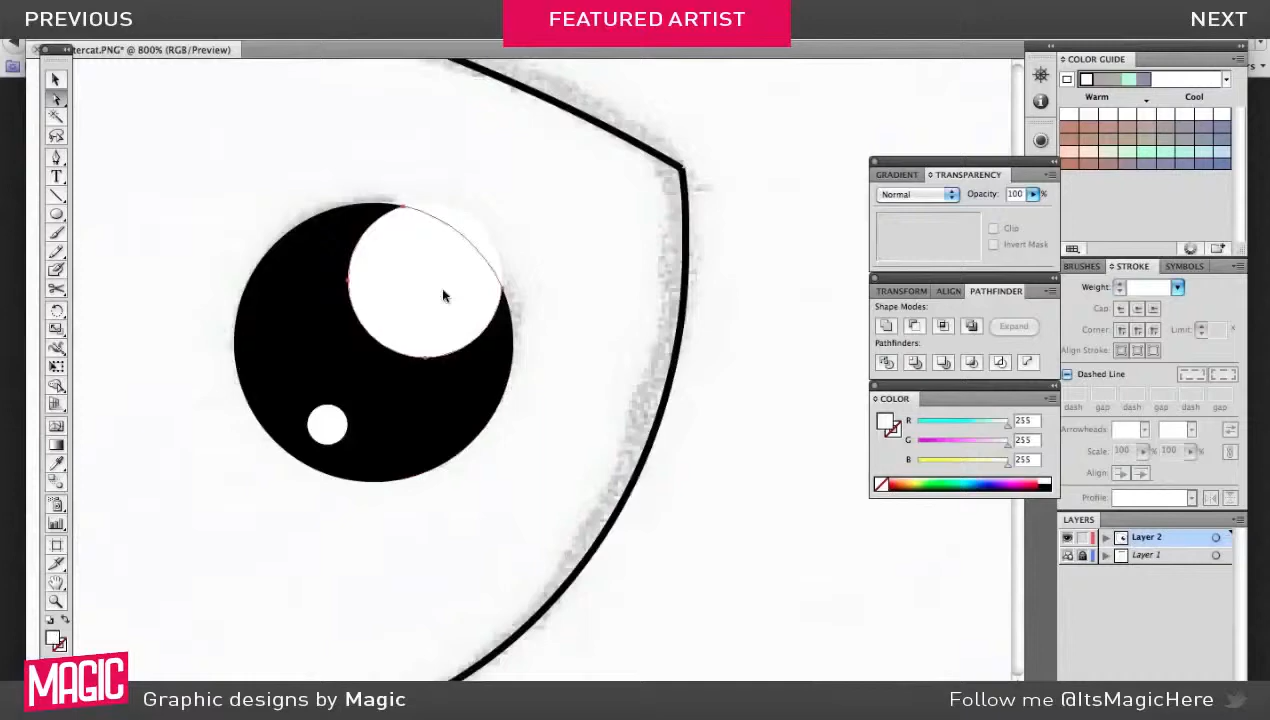 PREVIOUS
FEATURED ARTIST
NEXT
tercat.PNG* @ 800% (RGB/Preview)
COLOR GUIDE
Warm
Cool
GRADIENT
TRANSPARENCY
Normal
Opacity: 100 %
Clip
Invert Mask
TRANSFORM
ALIGN
PATHFINDER
Shape Modes:
Expand
Pathfinders:
COLOR
R 255
G 255
B 255
BRUSHES
STROKE
SYMBOLS
Weight:
Cap:
Corner:
Limit:
Align Stroke:
Dashed Line
dash gap dash gap dash gap
Arrowheads:
Scale: 100 % 100 %
Align:
Profile:
LAYERS
Layer 2
Layer 1
MAGIC
Graphic designs by Magic
Follow me @ItsMagicHere